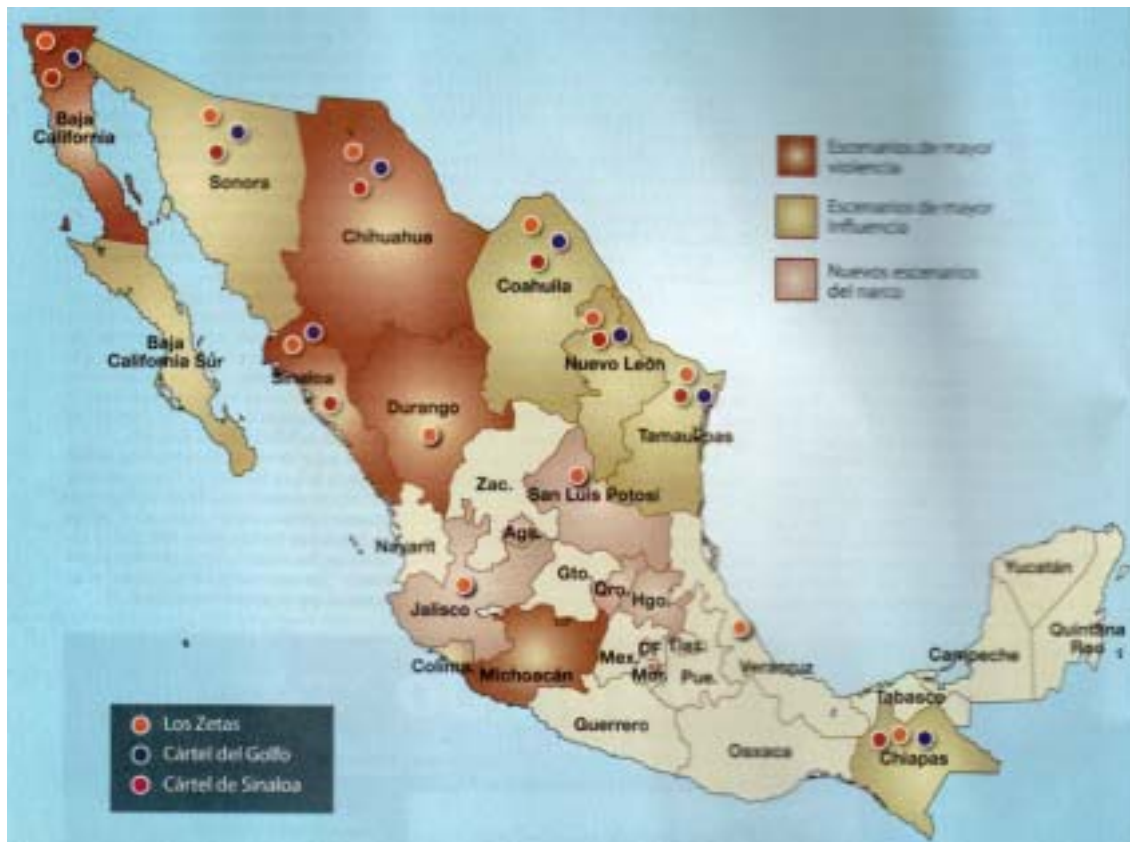 Baja
California
Sonora
Chihuahua
Coahuila
Nuevo León
Tamaulipas
Baja
California Sur
Sinaloa
Durango
Zac.
San Luis Potosí
Nayarit
Ags.
Gto.
Qro.
Hgo.
Jalisco
Colima
Michoacán
Mex.
DF
Tlax.
Mor.
Pue.
Veracruz
Guerrero
Oaxaca
Tabasco
Chiapas
Campeche
Yucatán
Quintana
Roo
Escenarios de mayor
violencia
Escenarios de mayor
influencia
Nuevos escenarios
del narco
Los Zetas
Cártel del Golfo
Cártel de Sinaloa